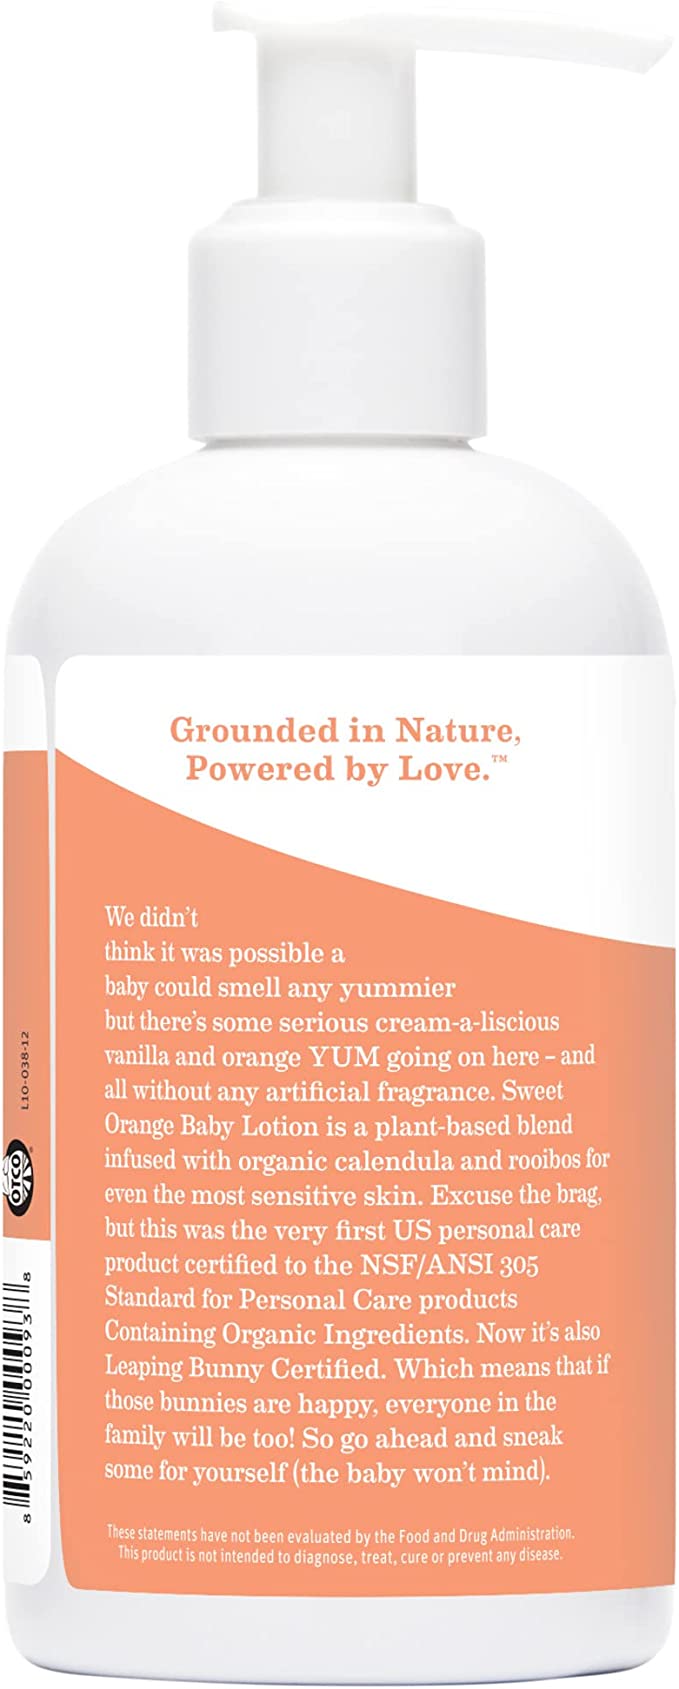 Grounded in Nature,
Powered by Love.™
We didn't
think it was possible a
baby could smell any yummier
but there's some serious cream-a-liscious
vanilla and orange YUM going on here – and
all without any artificial fragrance. Sweet
Orange Baby Lotion is a plant-based blend
infused with organic calendula and rooibos for
even the most sensitive skin. Excuse the brag,
but this was the very first US personal care
product certified to the NSF/ANSI 305
Standard for Personal Care products
Containing Organic Ingredients. Now it's also
Leaping Bunny Certified. Which means that if
those bunnies are happy, everyone in the
family will be too! So go ahead and sneak
some for yourself (the baby won't mind).
These statements have not been evaluated by the Food and Drug Administration.
This product is not intended to diagnose, treat, cure or prevent any disease.
L10-038-12
OTCO
®
8 59220 00093 8